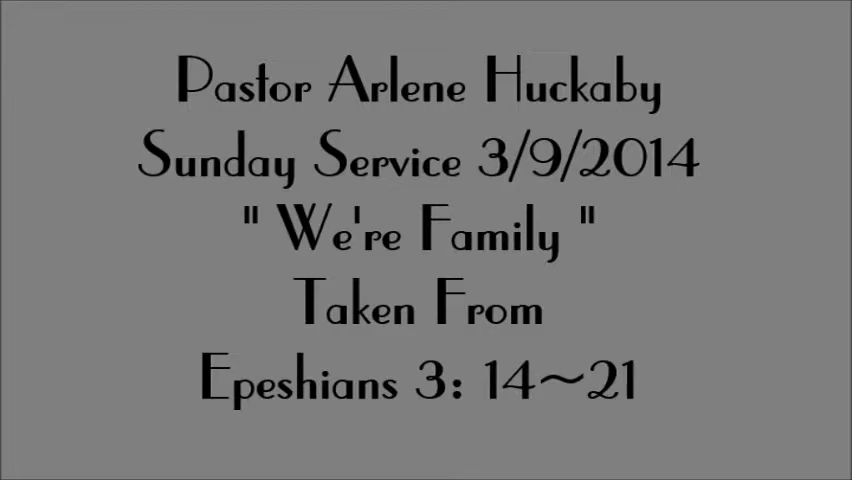 Pastor Arlene Huckaby
Sunday Service 3/9/2014
" We're Family "
Taken From
Epeshians 3: 14~21